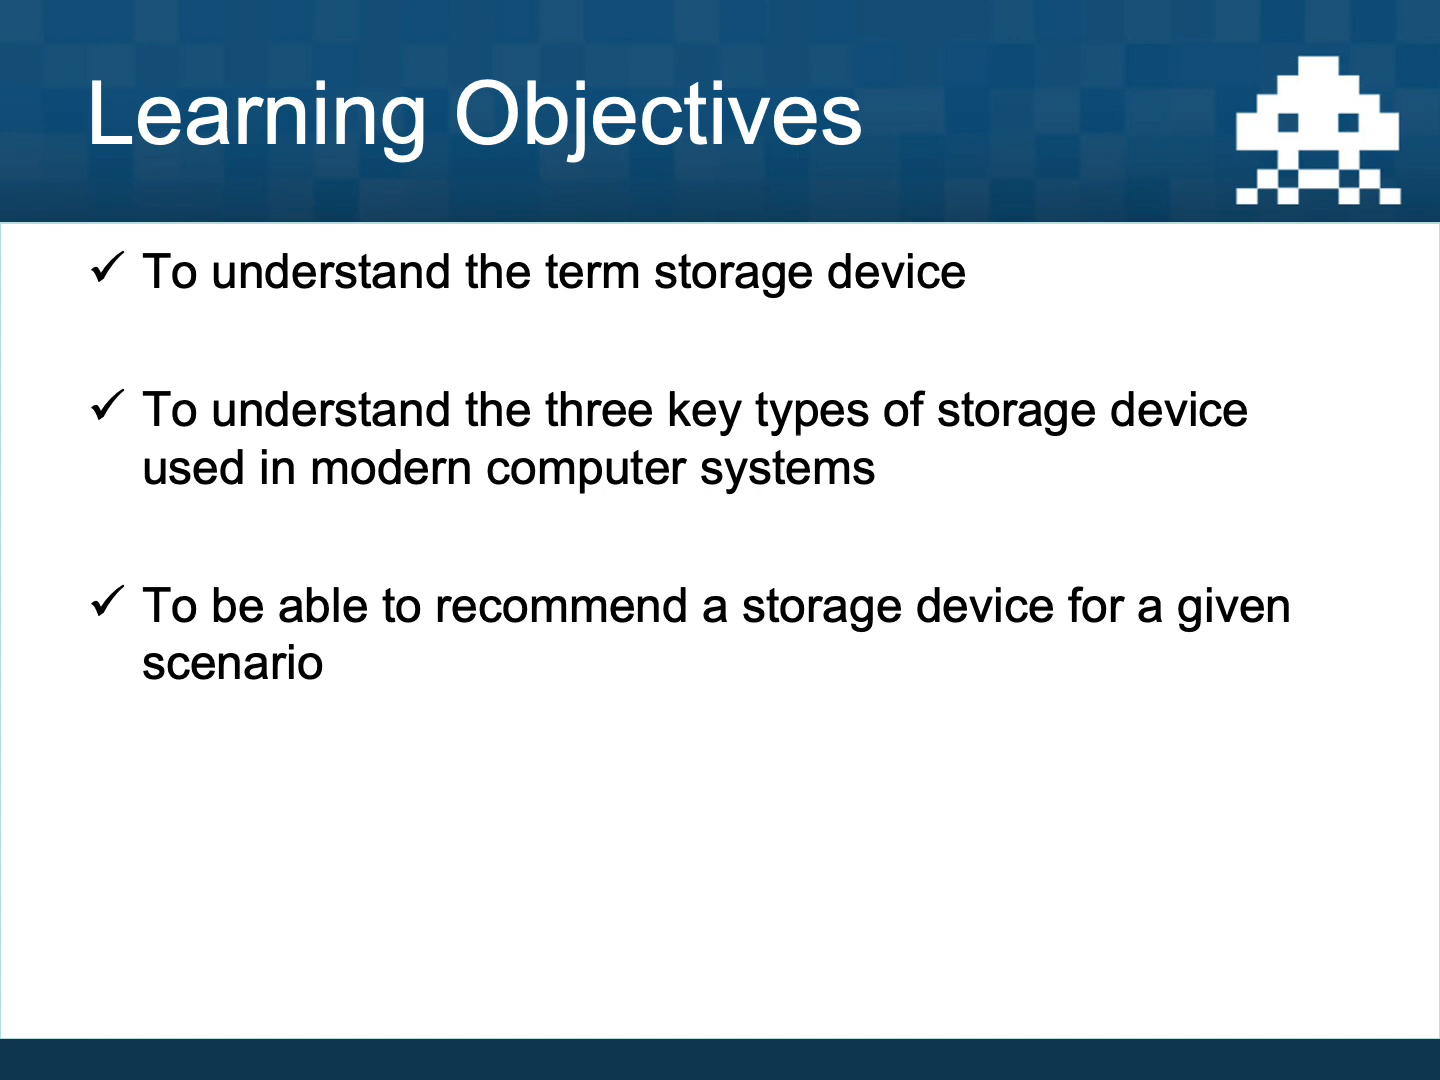 Learning Objectives
✓ To understand the term storage device
✓ To understand the three key types of storage device
used in modern computer systems
✓ To be able to recommend a storage device for a given
scenario